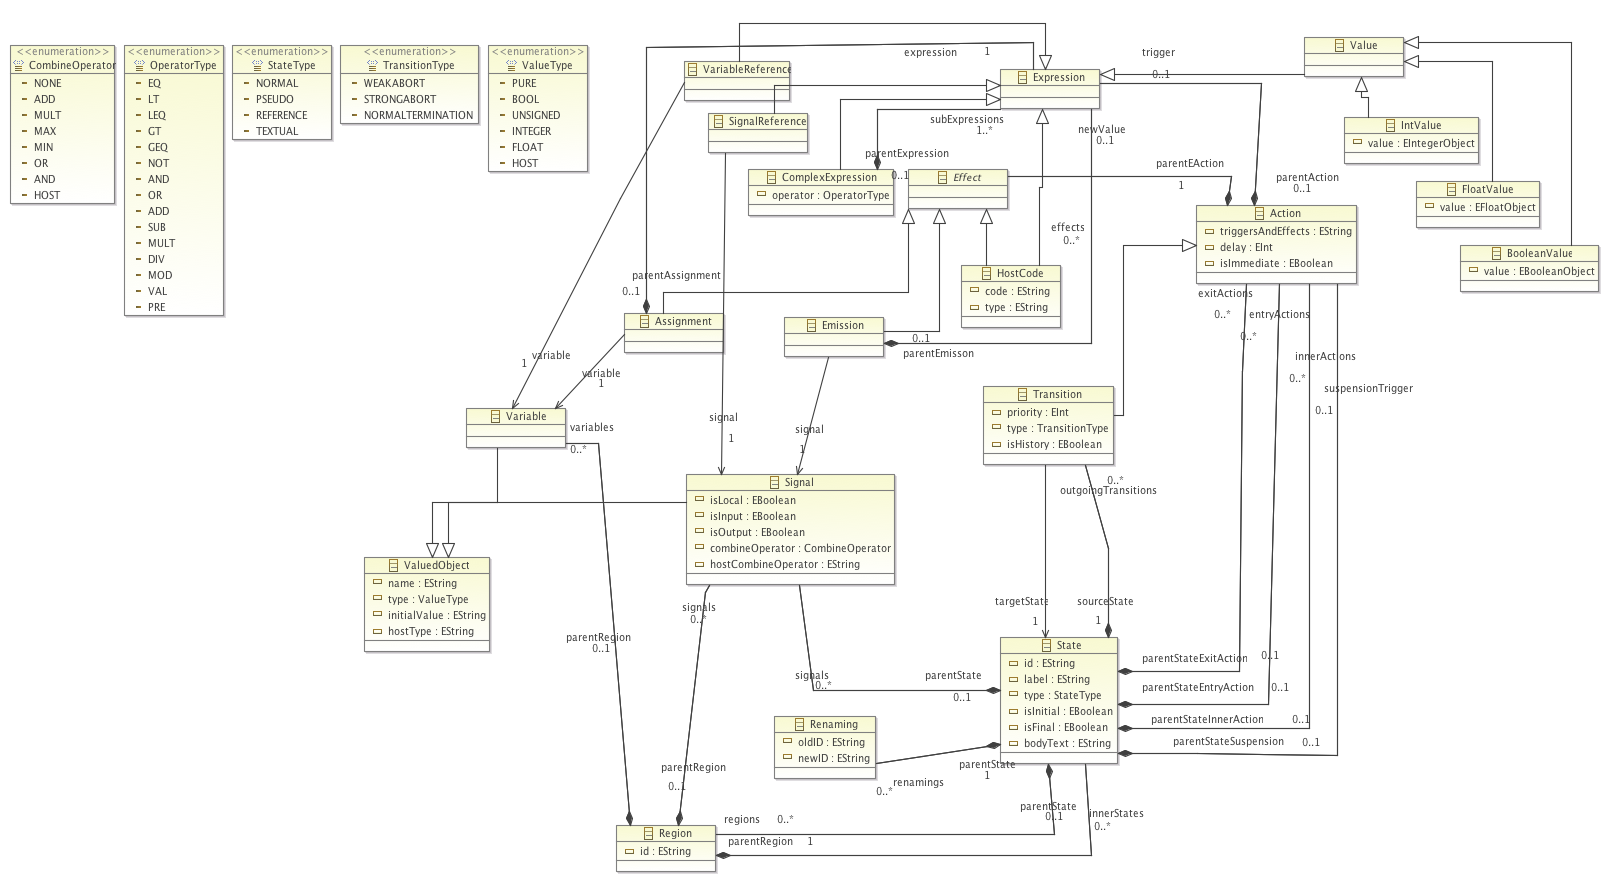 <<enumeration>>
CombineOperator
NONE
ADD
MULT
MAX
MIN
OR
AND
HOST
<<enumeration>>
OperatorType
EQ
LT
LEQ
GT
GEQ
NOT
AND
OR
ADD
SUB
MULT
DIV
MOD
VAL
PRE
<<enumeration>>
StateType
NORMAL
PSEUDO
REFERENCE
TEXTUAL
<<enumeration>>
TransitionType
WEAKABORT
STRONGABORT
NORMALTERMINATION
<<enumeration>>
ValueType
PURE
BOOL
UNSIGNED
INTEGER
FLOAT
HOST
VariableReference
SignalReference
expression
1
Expression
trigger
0..1
Value
IntValue
value : EIntegerObject
FloatValue
value : EFloatObject
BooleanValue
value : EBooleanObject
subExpressions
1..*
newValue
0..1
parentExpression
0..1
ComplexExpression
operator : OperatorType
Effect
parentEAction
1
parentAction
0..1
Action
triggersAndEffects : EString
delay : EInt
isImmediate : EBoolean
effects
0..*
HostCode
code : EString
type : EString
parentAssignment
0..1
Assignment
Emission
0..1
parentEmisson
exitActions
0..*
entryActions
0..*
innerActions
0..*
suspensionTrigger
0..1
variable
1
variable
1
Variable
variables
0..*
signal
1
signal
1
Transition
priority : EInt
type : TransitionType
isHistory : EBoolean
0..*
outgoingTransitions
Signal
isLocal : EBoolean
isInput : EBoolean
isOutput : EBoolean
combineOperator : CombineOperator
hostCombineOperator : EString
ValuedObject
name : EString
type : ValueType
initialValue : EString
hostType : EString
signals
0..*
parentRegion
0..1
targetState
1
sourceState
1
State
id : EString
label : EString
type : StateType
isInitial : EBoolean
isFinal : EBoolean
bodyText : EString
parentStateExitAction
0..1
parentStateEntryAction
0..1
parentStateInnerAction
0..1
parentStateSuspension
0..1
signals
0..*
parentState
0..1
Renaming
oldID : EString
newID : EString
parentState
1
renamings
0..*
parentRegion
0..1
parentState
0..1
innerStates
0..*
regions
0..*
parentRegion
1
Region
id : EString